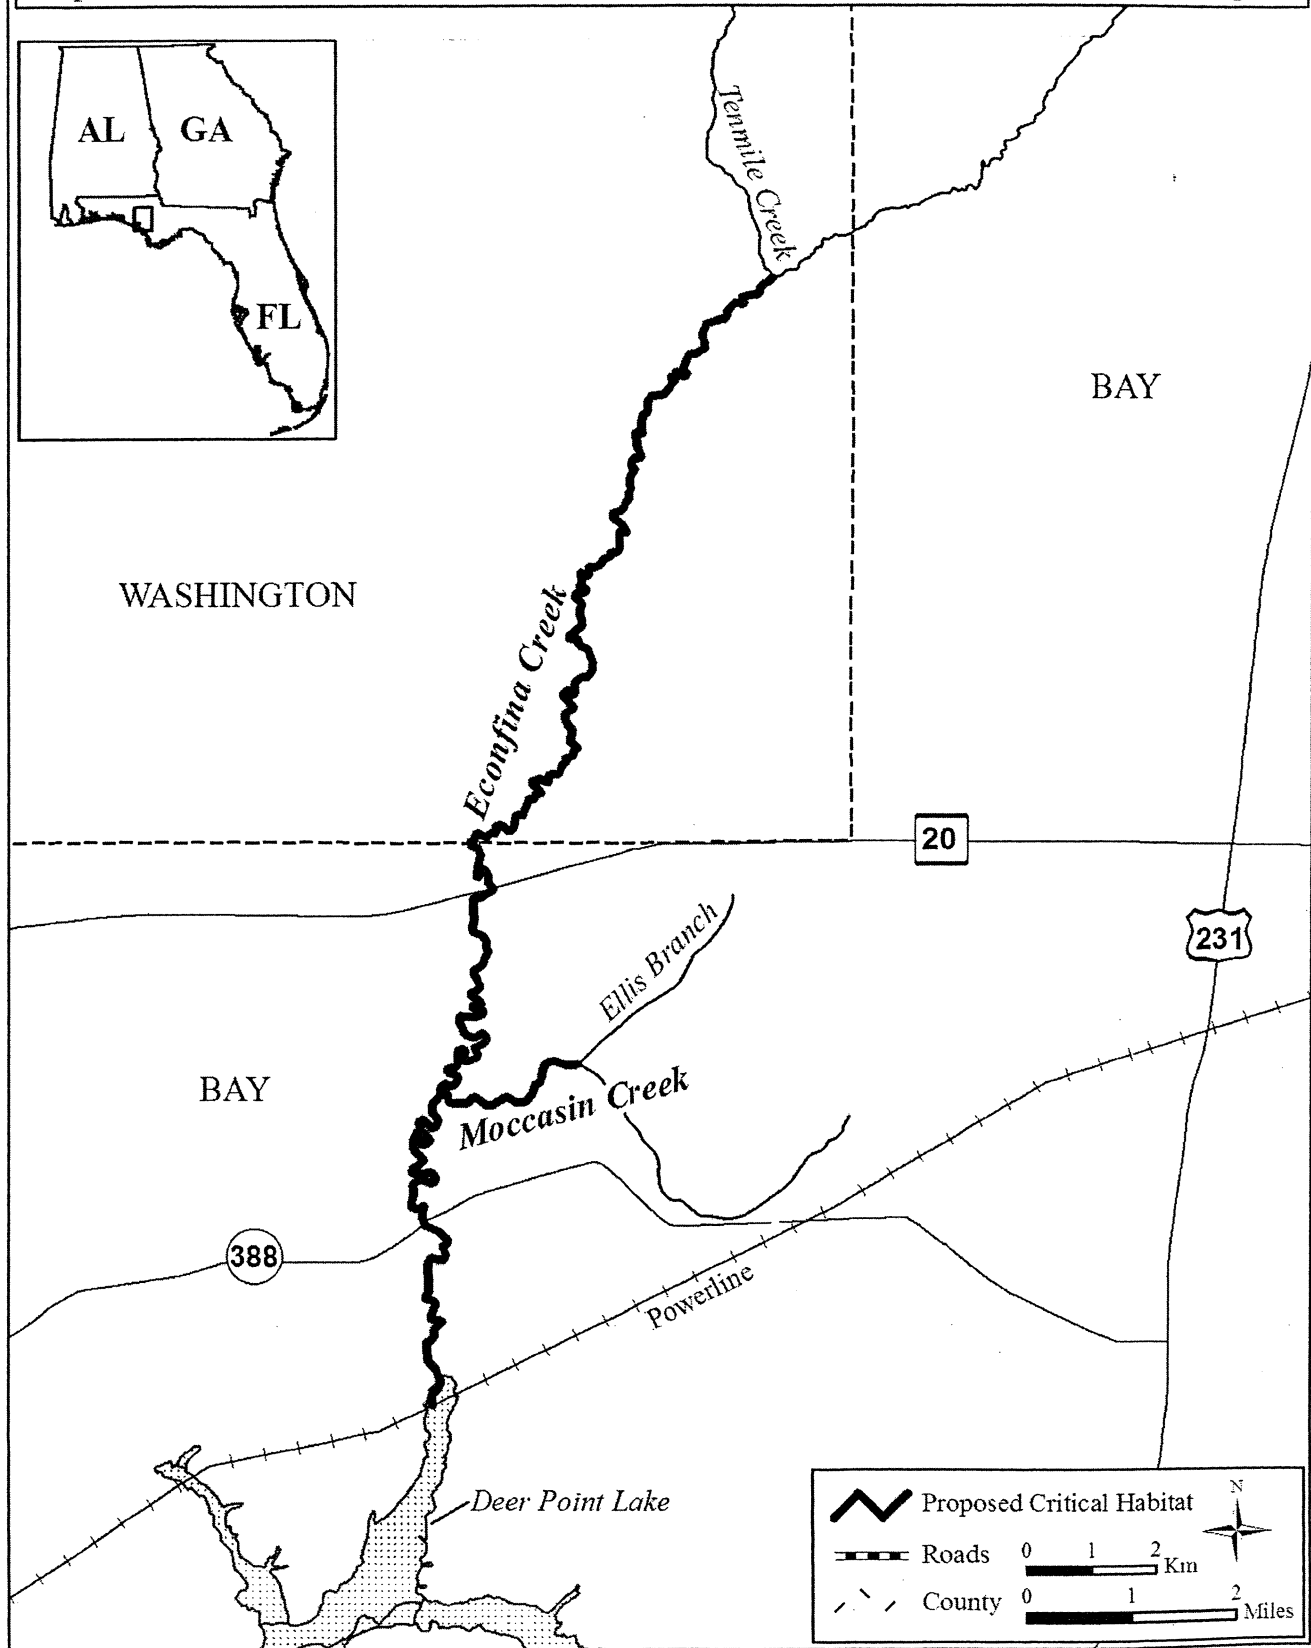 AL
GA
FL
Tenmile Creek
BAY
WASHINGTON
Econfina Creek
20
231
Ellis Branch
BAY
Moccasin Creek
388
Powerline
Deer Point Lake
Proposed Critical Habitat
N
Roads
0 1 2 Km
County
0 1 2 Miles